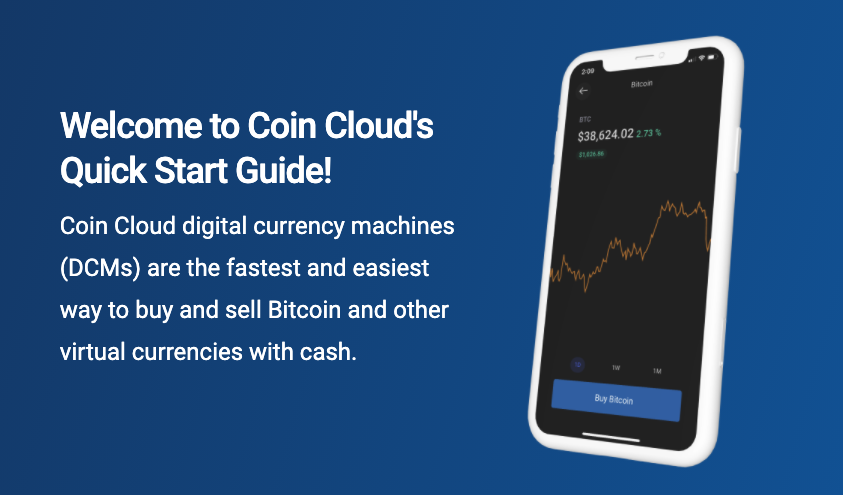 Welcome to Coin Cloud's
Quick Start Guide!
Coin Cloud digital currency machines
(DCMs) are the fastest and easiest
way to buy and sell Bitcoin and other
virtual currencies with cash.
2:09
Bitcoin
BTC
$38,624.02 2.73 %
1W
1M
Buy Bitcoin